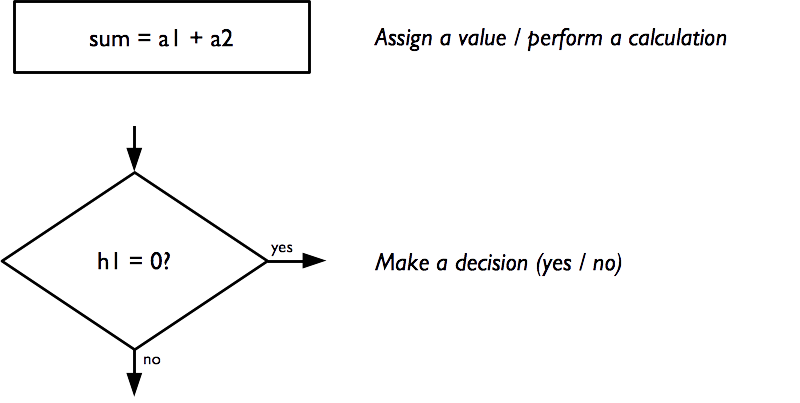 sum = a1 + a2
Assign a value / perform a calculation
h1 = 0?
yes
Make a decision (yes / no)
no